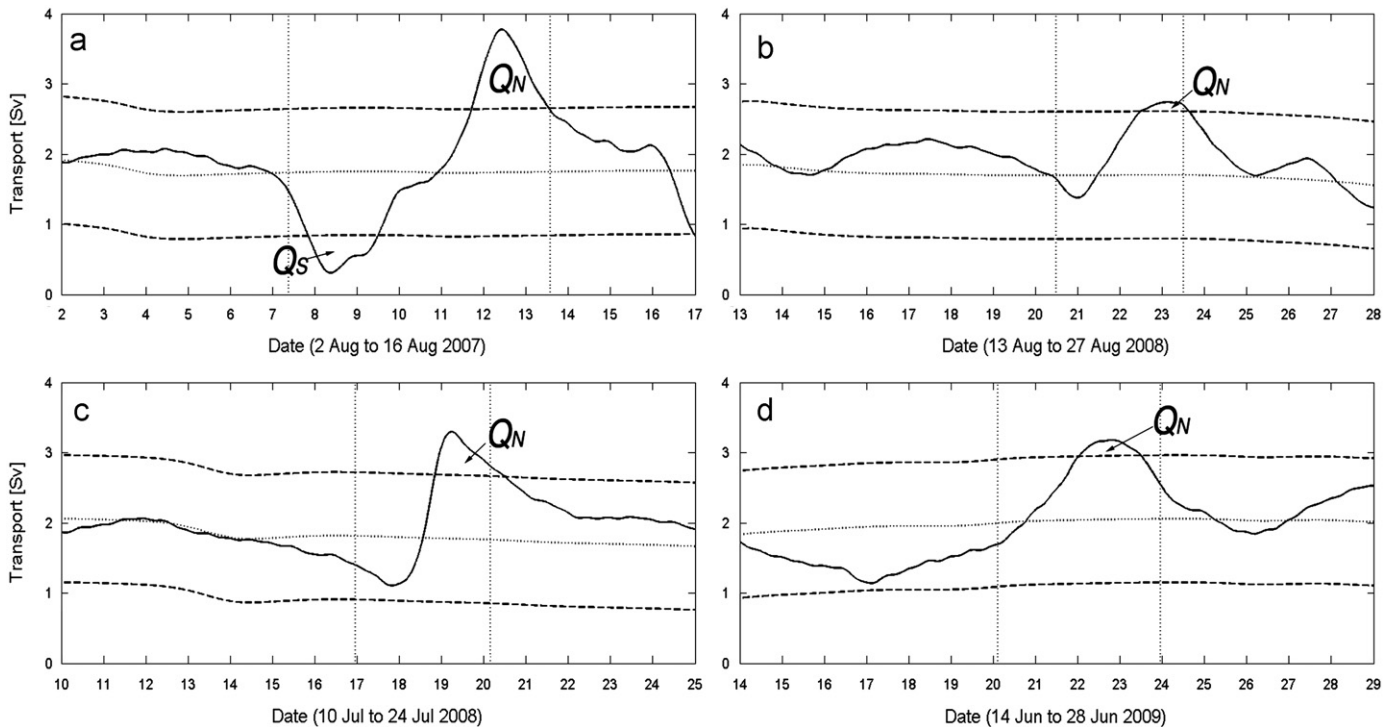 a
Transport [Sv]
4
3
2
1
0
QN
QS
2 3 4 5 6 7 8 9 10 11 12 13 14 15 16 17
Date (2 Aug to 16 Aug 2007)
b
4
3
2
1
0
QN
13 14 15 16 17 18 19 20 21 22 23 24 25 26 27 28
Date (13 Aug to 27 Aug 2008)
c
Transport [Sv]
4
3
2
1
0
QN
10 11 12 13 14 15 16 17 18 19 20 21 22 23 24 25
Date (10 Jul to 24 Jul 2008)
d
4
3
2
1
0
QN
14 15 16 17 18 19 20 21 22 23 24 25 26 27 28 29
Date (14 Jun to 28 Jun 2009)